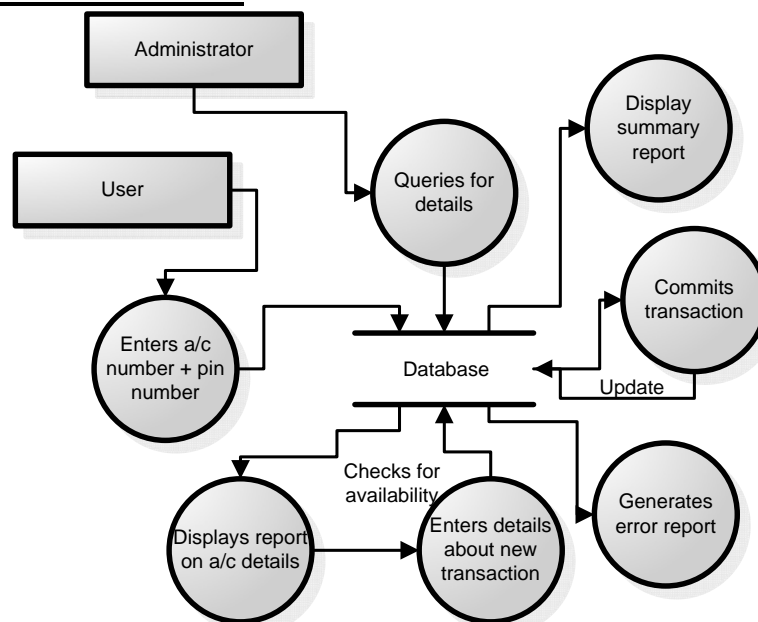 Administrator
Display
summary
report
User
Queries for
details
Commits
transaction
Enters a/c
number + pin
number
Database
Update
Checks for
availability
Displays report
on a/c details
Enters details
about new
transaction
Generates
error report